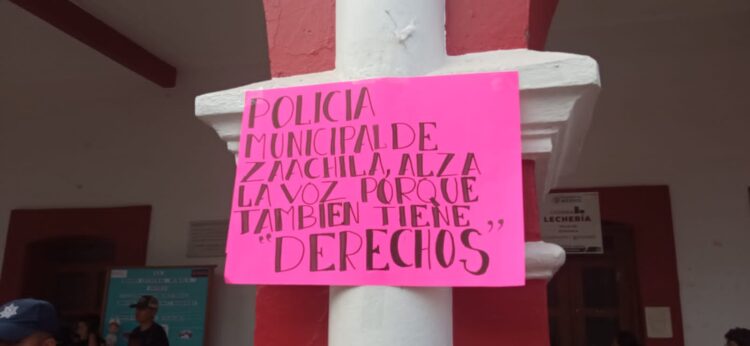 POLICIA
MUNICIPAL DE
ZAACHILA, ALZA
LA VOZ PORQUE
TAMBIEN TIENE
"DERECHOS"
LECHERÍA